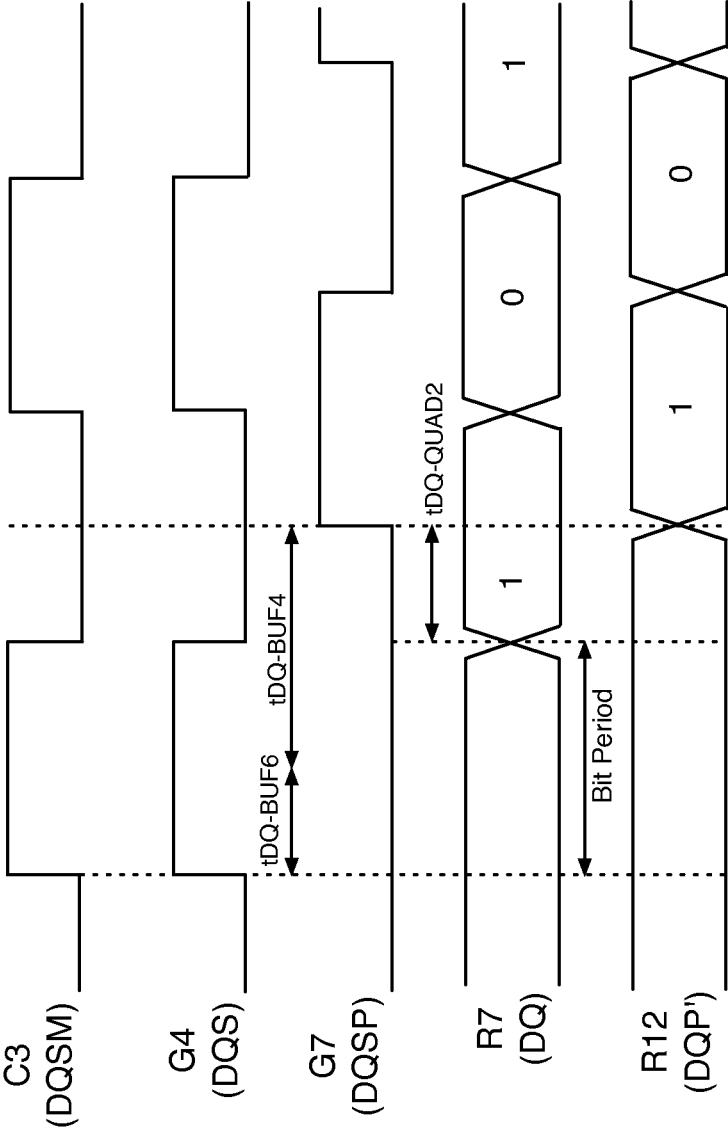 C3
(DQSM)
G4
(DQS)
tDQ-BUF6
tDQ-BUF4
G7
(DQSP)
tDQ-QUAD2
R7
(DQ)
1
0
1
Bit Period
R12
(DQP')
1
0